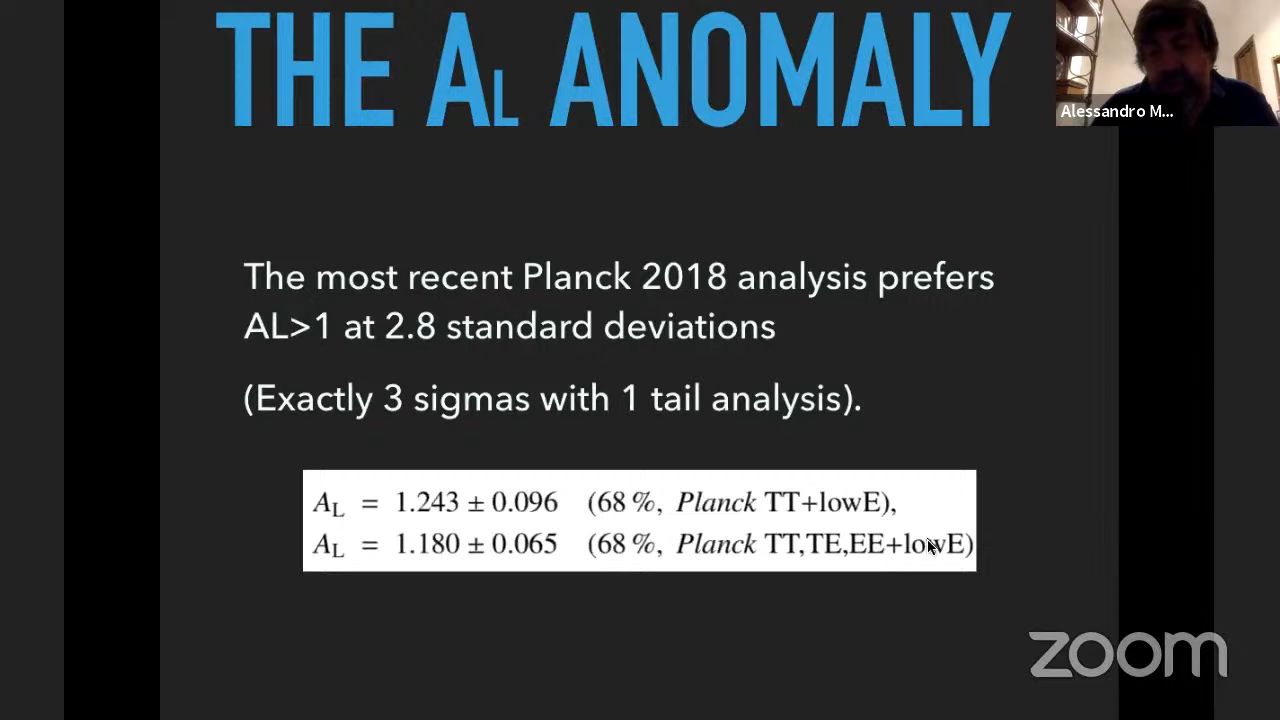 THE AL ANOMALY
Alessandro M...
The most recent Planck 2018 analysis prefers
AL>1 at 2.8 standard deviations
(Exactly 3 sigmas with 1 tail analysis).
A_L = 1.243 ± 0.096 (68 %, Planck TT+lowE),
A_L = 1.180 ± 0.065 (68 %, Planck TT,TE,EE+lowE)
zoom